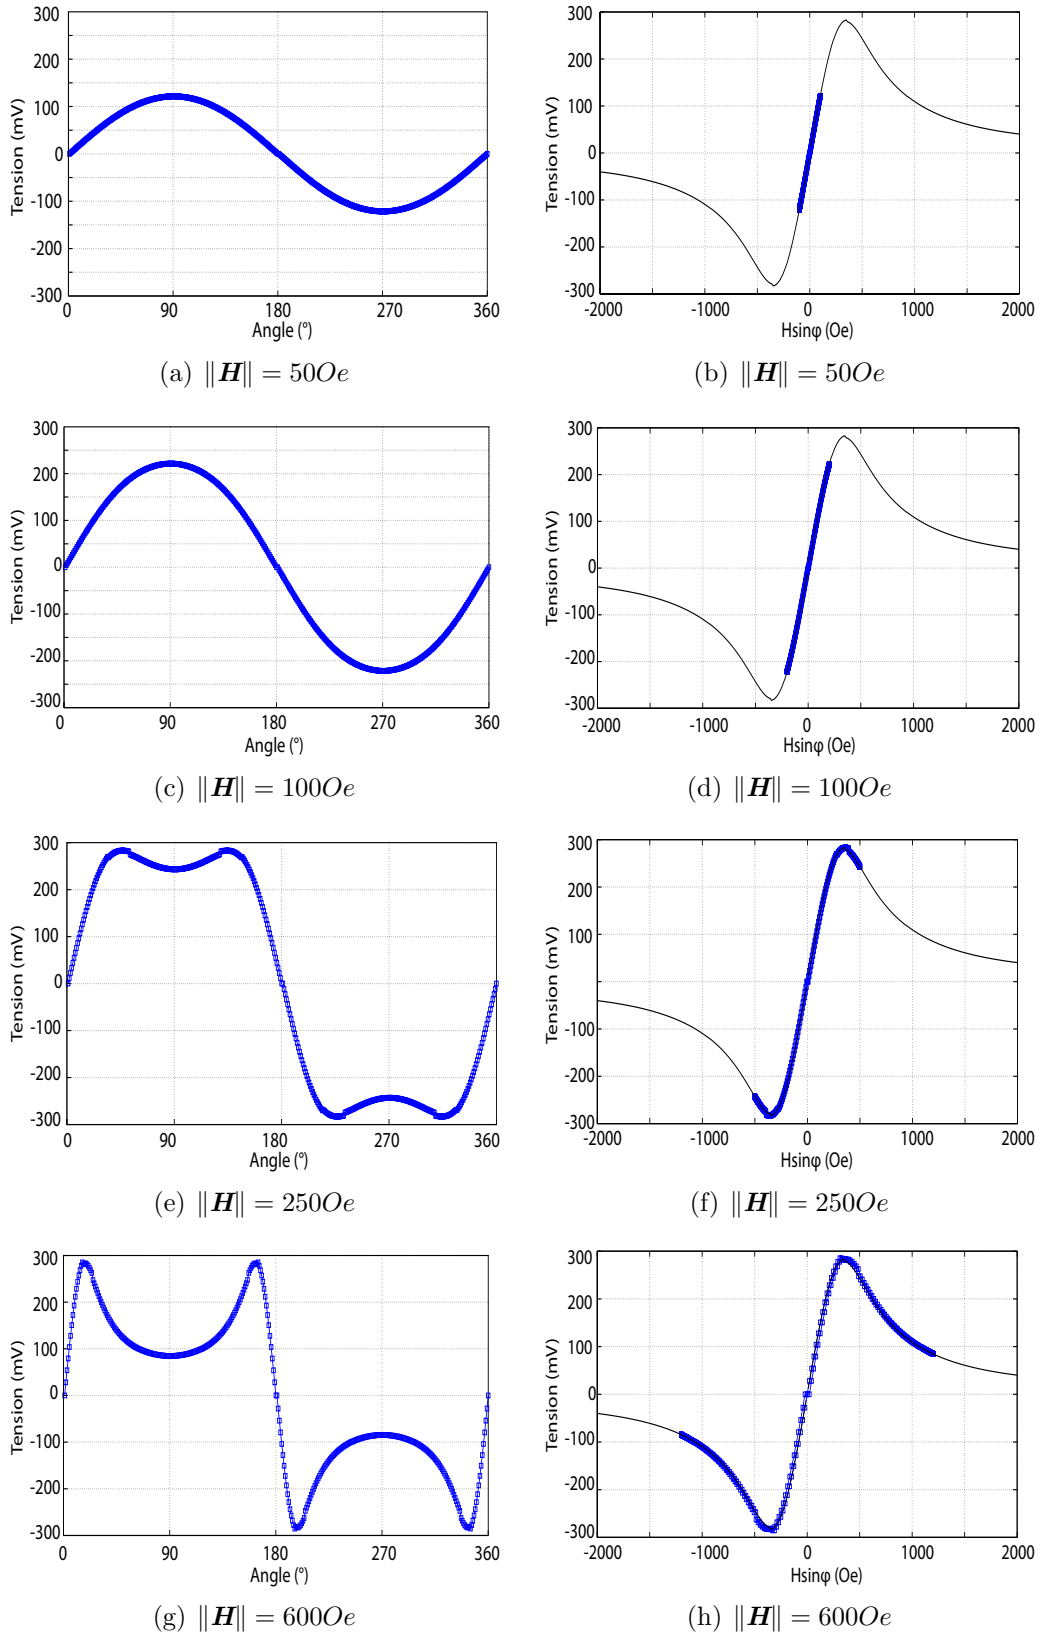 300
200
100
0
-100
-200
-300
Tension (mV)
0 90 180 270 360
Angle (°)
(a) ‖H‖ = 50Oe
300
200
100
0
-100
-200
300
Tension (mV)
-2000 -1000 0 1000 2000
Hsinφ (Oe)
(b) ‖H‖ = 50Oe
300
200
100
0
-100
-200
-300
Tension (mV)
0 90 180 270 360
Angle (°)
(c) ‖H‖ = 100Oe
300
200
100
0
-100
-200
-300
Tension (mV)
-2000 -1000 0 1000 2000
Hsinφ (Oe)
(d) ‖H‖ = 100Oe
300
200
100
0
-100
-200
-300
Tension (mV)
0 90 180 270 360
Angle (°)
(e) ‖H‖ = 250Oe
300
200
100
0
-100
-200
-300
Tension (mV)
-2000 -1000 0 1000 2000
Hsinφ (Oe)
(f) ‖H‖ = 250Oe
300
200
100
0
-100
-200
-300
Tension (mV)
0 90 180 270 360
Angle (°)
(g) ‖H‖ = 600Oe
300
200
100
0
-100
-200
-300
Tension (mV)
-2000 -1000 0 1000 2000
Hsinφ (Oe)
(h) ‖H‖ = 600Oe